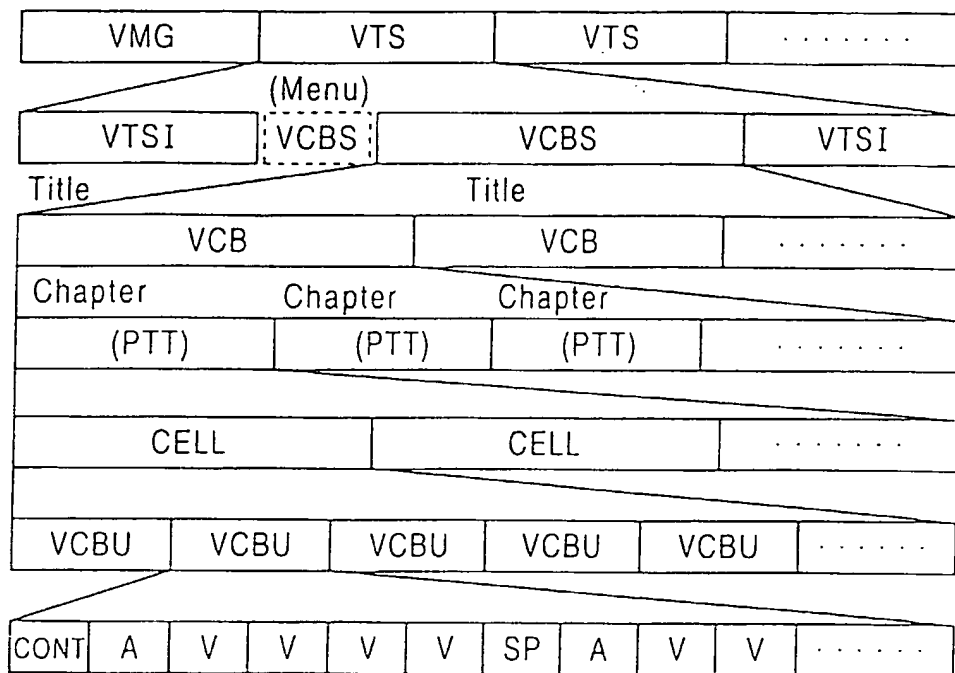 VMG VTS VTS .......
(Menu)
VTSI VCBS VCBS VTSI
Title Title
VCB VCB .......
Chapter Chapter Chapter
(PTT) (PTT) (PTT) .......
CELL CELL .......
VCBU VCBU VCBU VCBU VCBU ......
CONT A V V V V SP A V V ......